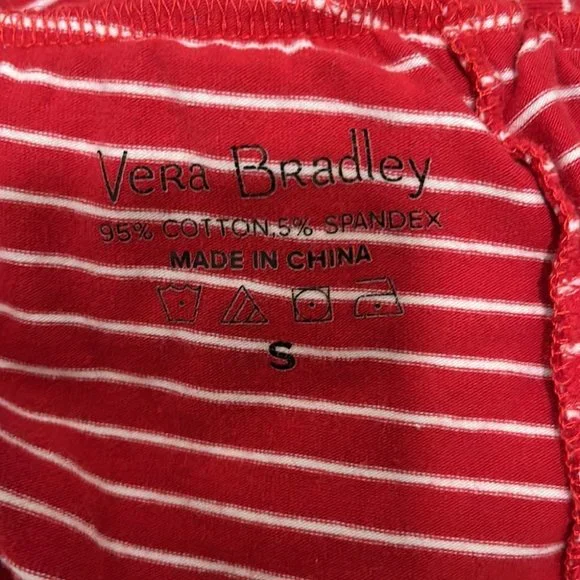 Vera Bradley
95% COTTON,5% SPANDEX
MADE IN CHINA
S